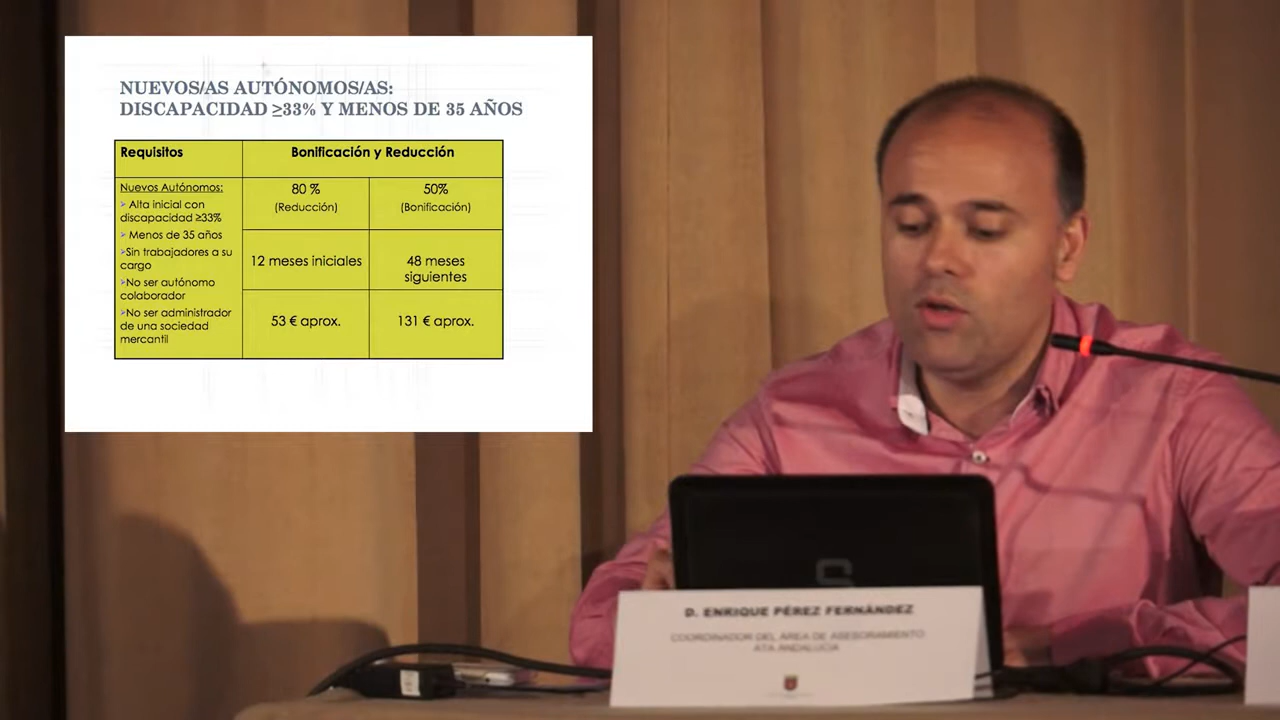 NUEVOS/AS AUTÓNOMOS/AS:
DISCAPACIDAD ≥33% Y MENOS DE 35 AÑOS
Requisitos
Bonificación y Reducción
Nuevos Autónomos:
➢ Alta inicial con
discapacidad ≥33%
➢ Menos de 35 años
➢Sin trabajadores a su
cargo
➢No ser autónomo
colaborador
➢No ser administrador
de una sociedad
mercantil
80 %
(Reducción)
50%
(Bonificación)
12 meses iniciales
48 meses
siguientes
53 € aprox.
131 € aprox.
D. ENRIQUE PÉREZ FERNÁNDEZ
COORDINADOR DEL ÁREA DE ASESORAMIENTO
ATA ANDALUCÍA